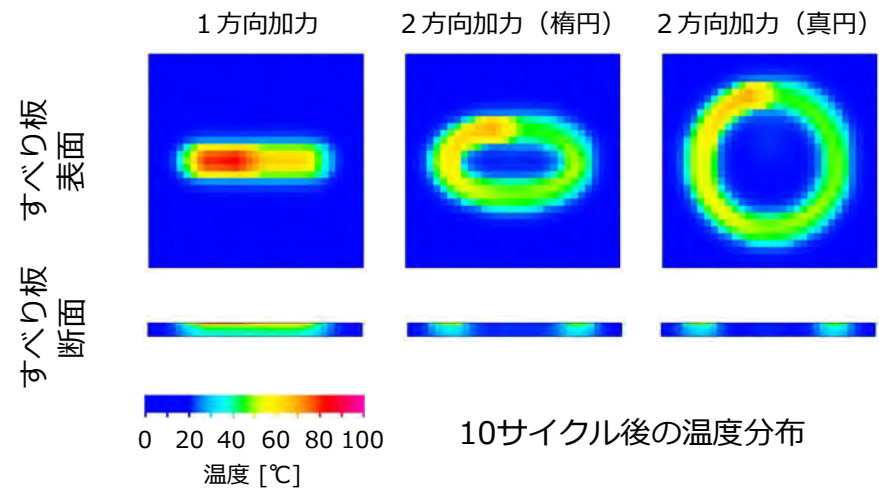 １方向加力
２方向加力（楕円）
２方向加力（真円）
すべり板
表面
すべり板
断面
0 20 40 60 80 100
温度 [℃]
10サイクル後の温度分布